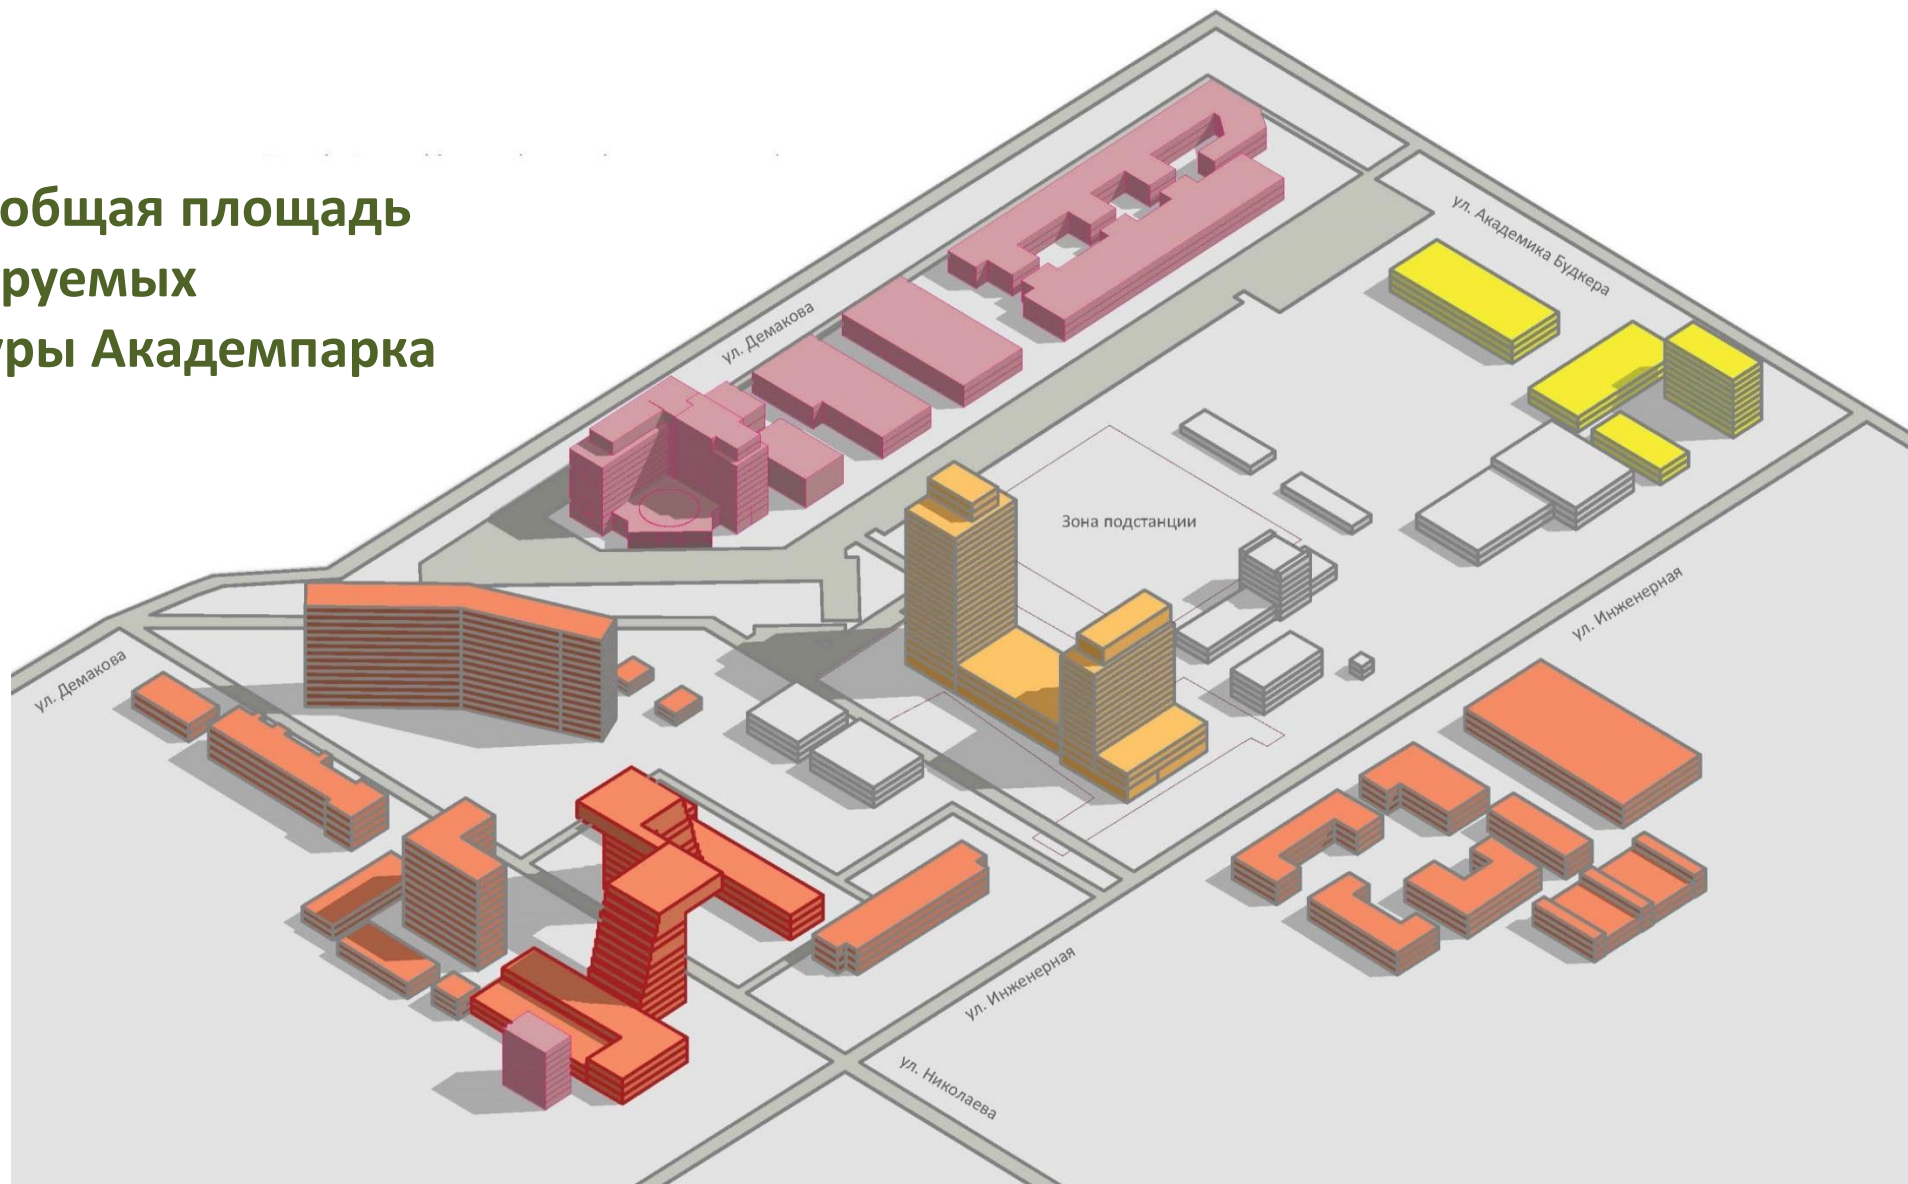 общая площадь
руемых
уры Академпарка
ул. Академика Будкера
ул. Демакова
Зона подстанции
ул. Инженерная
ул. Демакова
ул. Инженерная
ул. Николаева